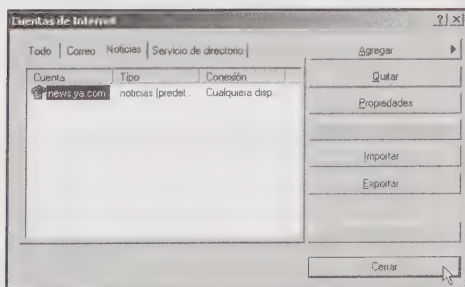 Cuentas de Internet
Todo Correo Noticias Servicio de directorio
Cuenta Tipo Conexión
news.ya.com noticias (predet. Cualquiera disp
Agregar
Quitar
Propiedades
Importar
Exportar
Cerrar